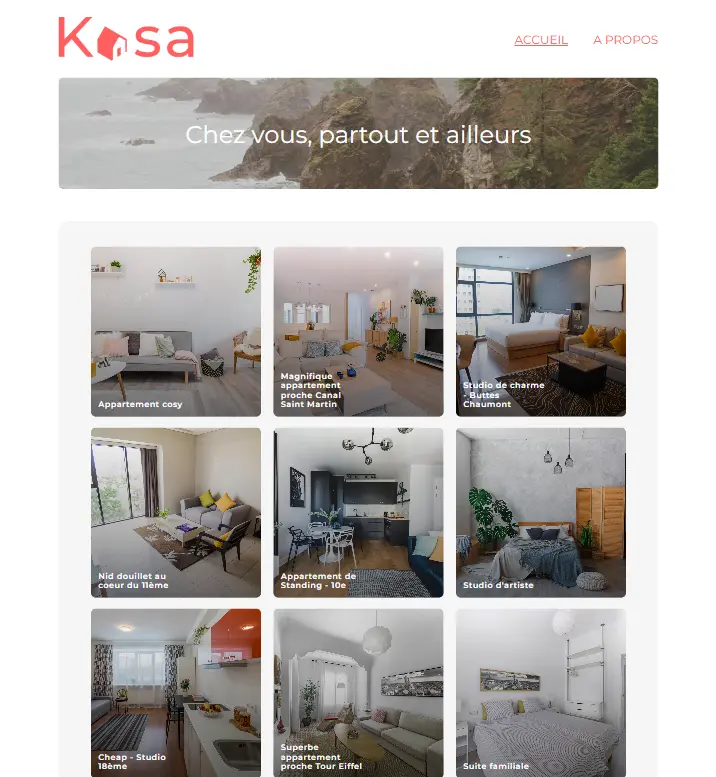 Kasa
ACCUEIL
A PROPOS
Chez vous, partout et ailleurs
Appartement cosy
Magnifique
appartement
proche Canal
Saint Martin
Studio de charme
- Buttes
Chaumont
Nid douillet au
coeur du 11ème
Appartement de
Standing - 10e
Studio d'artiste
Cheap - Studio
18ème
Superbe
appartement
proche Tour Eiffel
Suite familiale